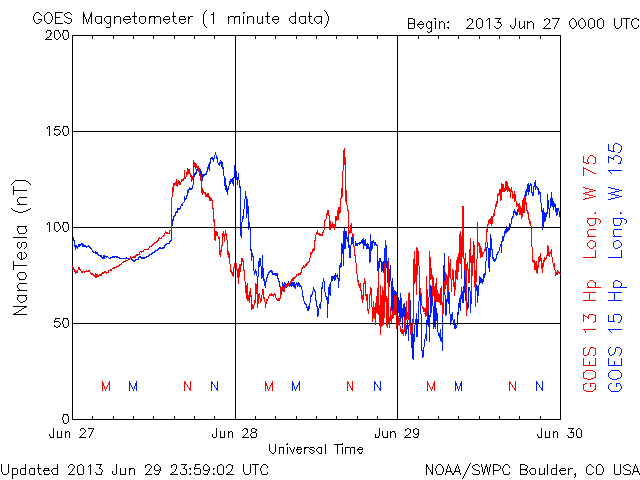 GOES Magnetometer (1 minute data)
Begin: 2013 Jun 27 0000 UTC
200
150
100
50
0
NanoTesla (nT)
M M N N M M N N M M N N
Jun 27 Jun 28 Jun 29 Jun 30
Universal Time
GOES 13 Hp Long. W 75
GOES 15 Hp Long. W 135
Updated 2013 Jun 29 23:59:02 UTC
NOAA/SWPC Boulder, CO USA